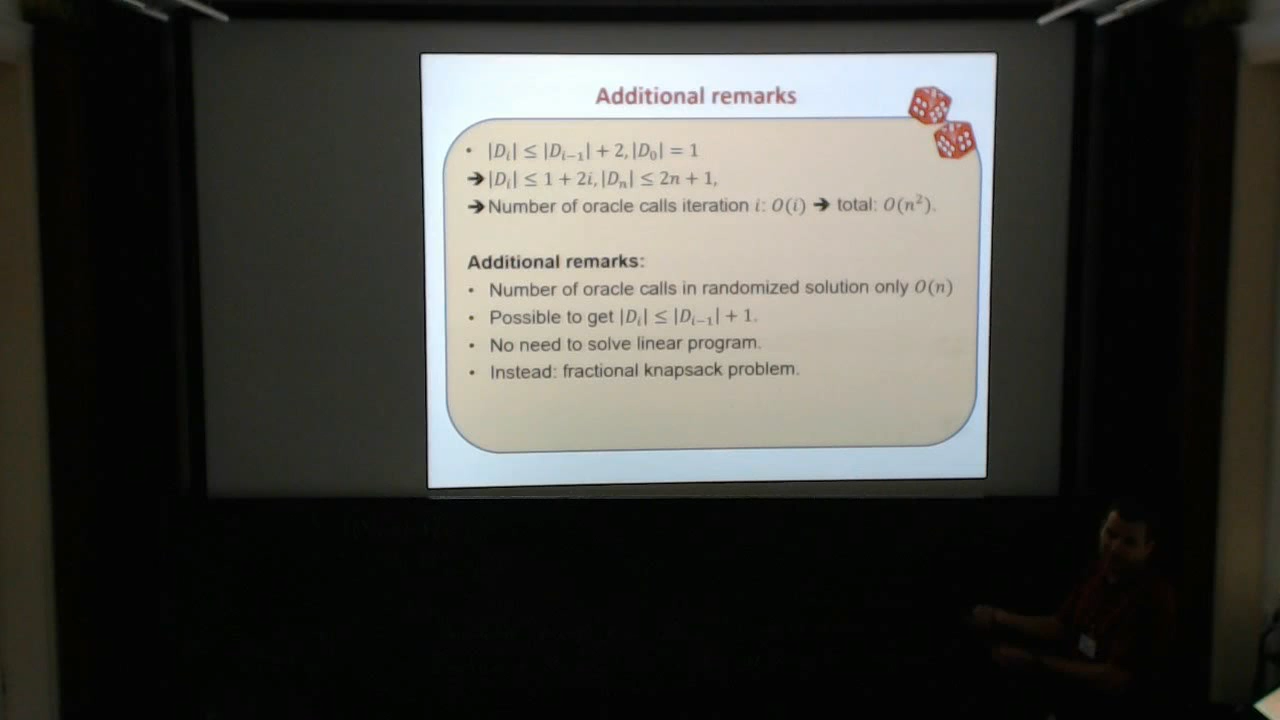 Additional remarks
• |D_i| ≤ |D_{i−1}| + 2, |D_0| = 1
➔ |D_i| ≤ 1 + 2i, |D_n| ≤ 2n + 1,
➔ Number of oracle calls iteration i: O(i) ➔ total: O(n²).
Additional remarks:
• Number of oracle calls in randomized solution only O(n)
• Possible to get |D_i| ≤ |D_{i−1}| + 1.
• No need to solve linear program.
• Instead: fractional knapsack problem.